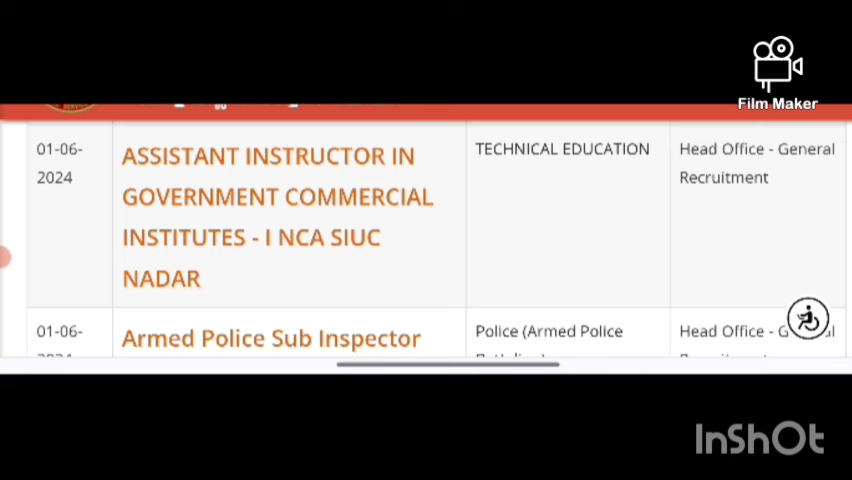 Film Maker
01-06-
2024
ASSISTANT INSTRUCTOR IN
GOVERNMENT COMMERCIAL
INSTITUTES - I NCA SIUC
NADAR
TECHNICAL EDUCATION
Head Office - General
Recruitment
01-06-
Armed Police Sub Inspector
Police (Armed Police
Head Office - G
InShOt